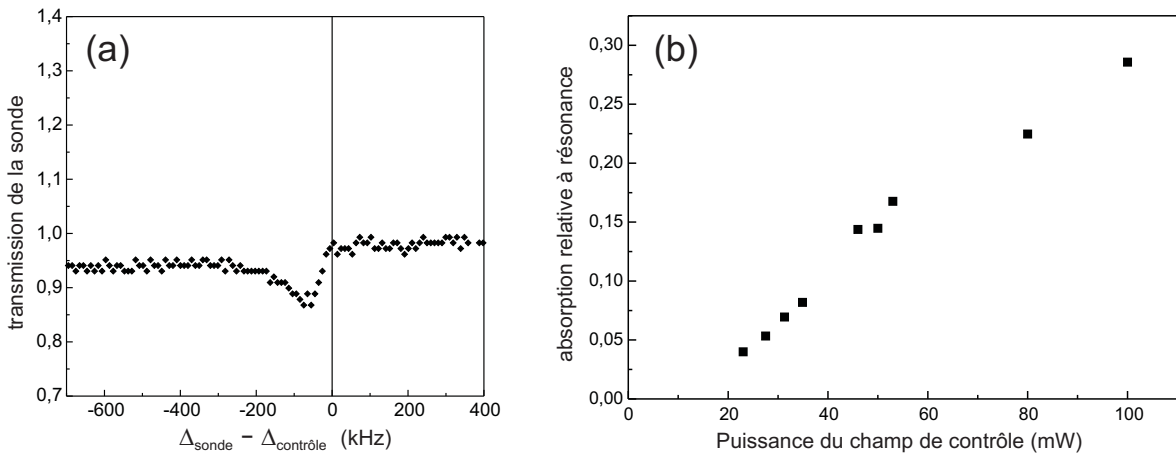 (a)
transmission de la sonde
1,4
1,3
1,2
1,1
1,0
0,9
0,8
0,7
-600 -400 -200 0 200 400
Δsonde − Δcontrôle (kHz)
(b)
absorption relative à résonance
0,30
0,25
0,20
0,15
0,10
0,05
0,00
0 20 40 60 80 100
Puissance du champ de contrôle (mW)